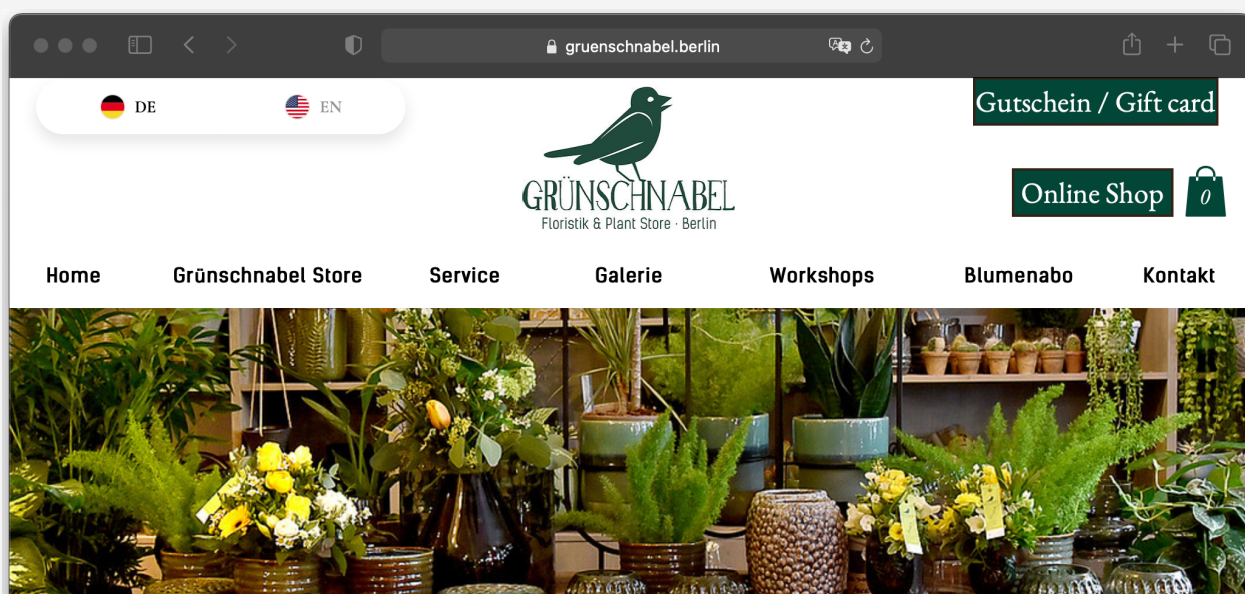 gruenschnabel.berlin
DE EN
Gutschein / Gift card
GRÜNSCHNABEL
Floristik & Plant Store · Berlin
Online Shop 0
Home Grünschnabel Store Service Galerie Workshops Blumenabo Kontakt